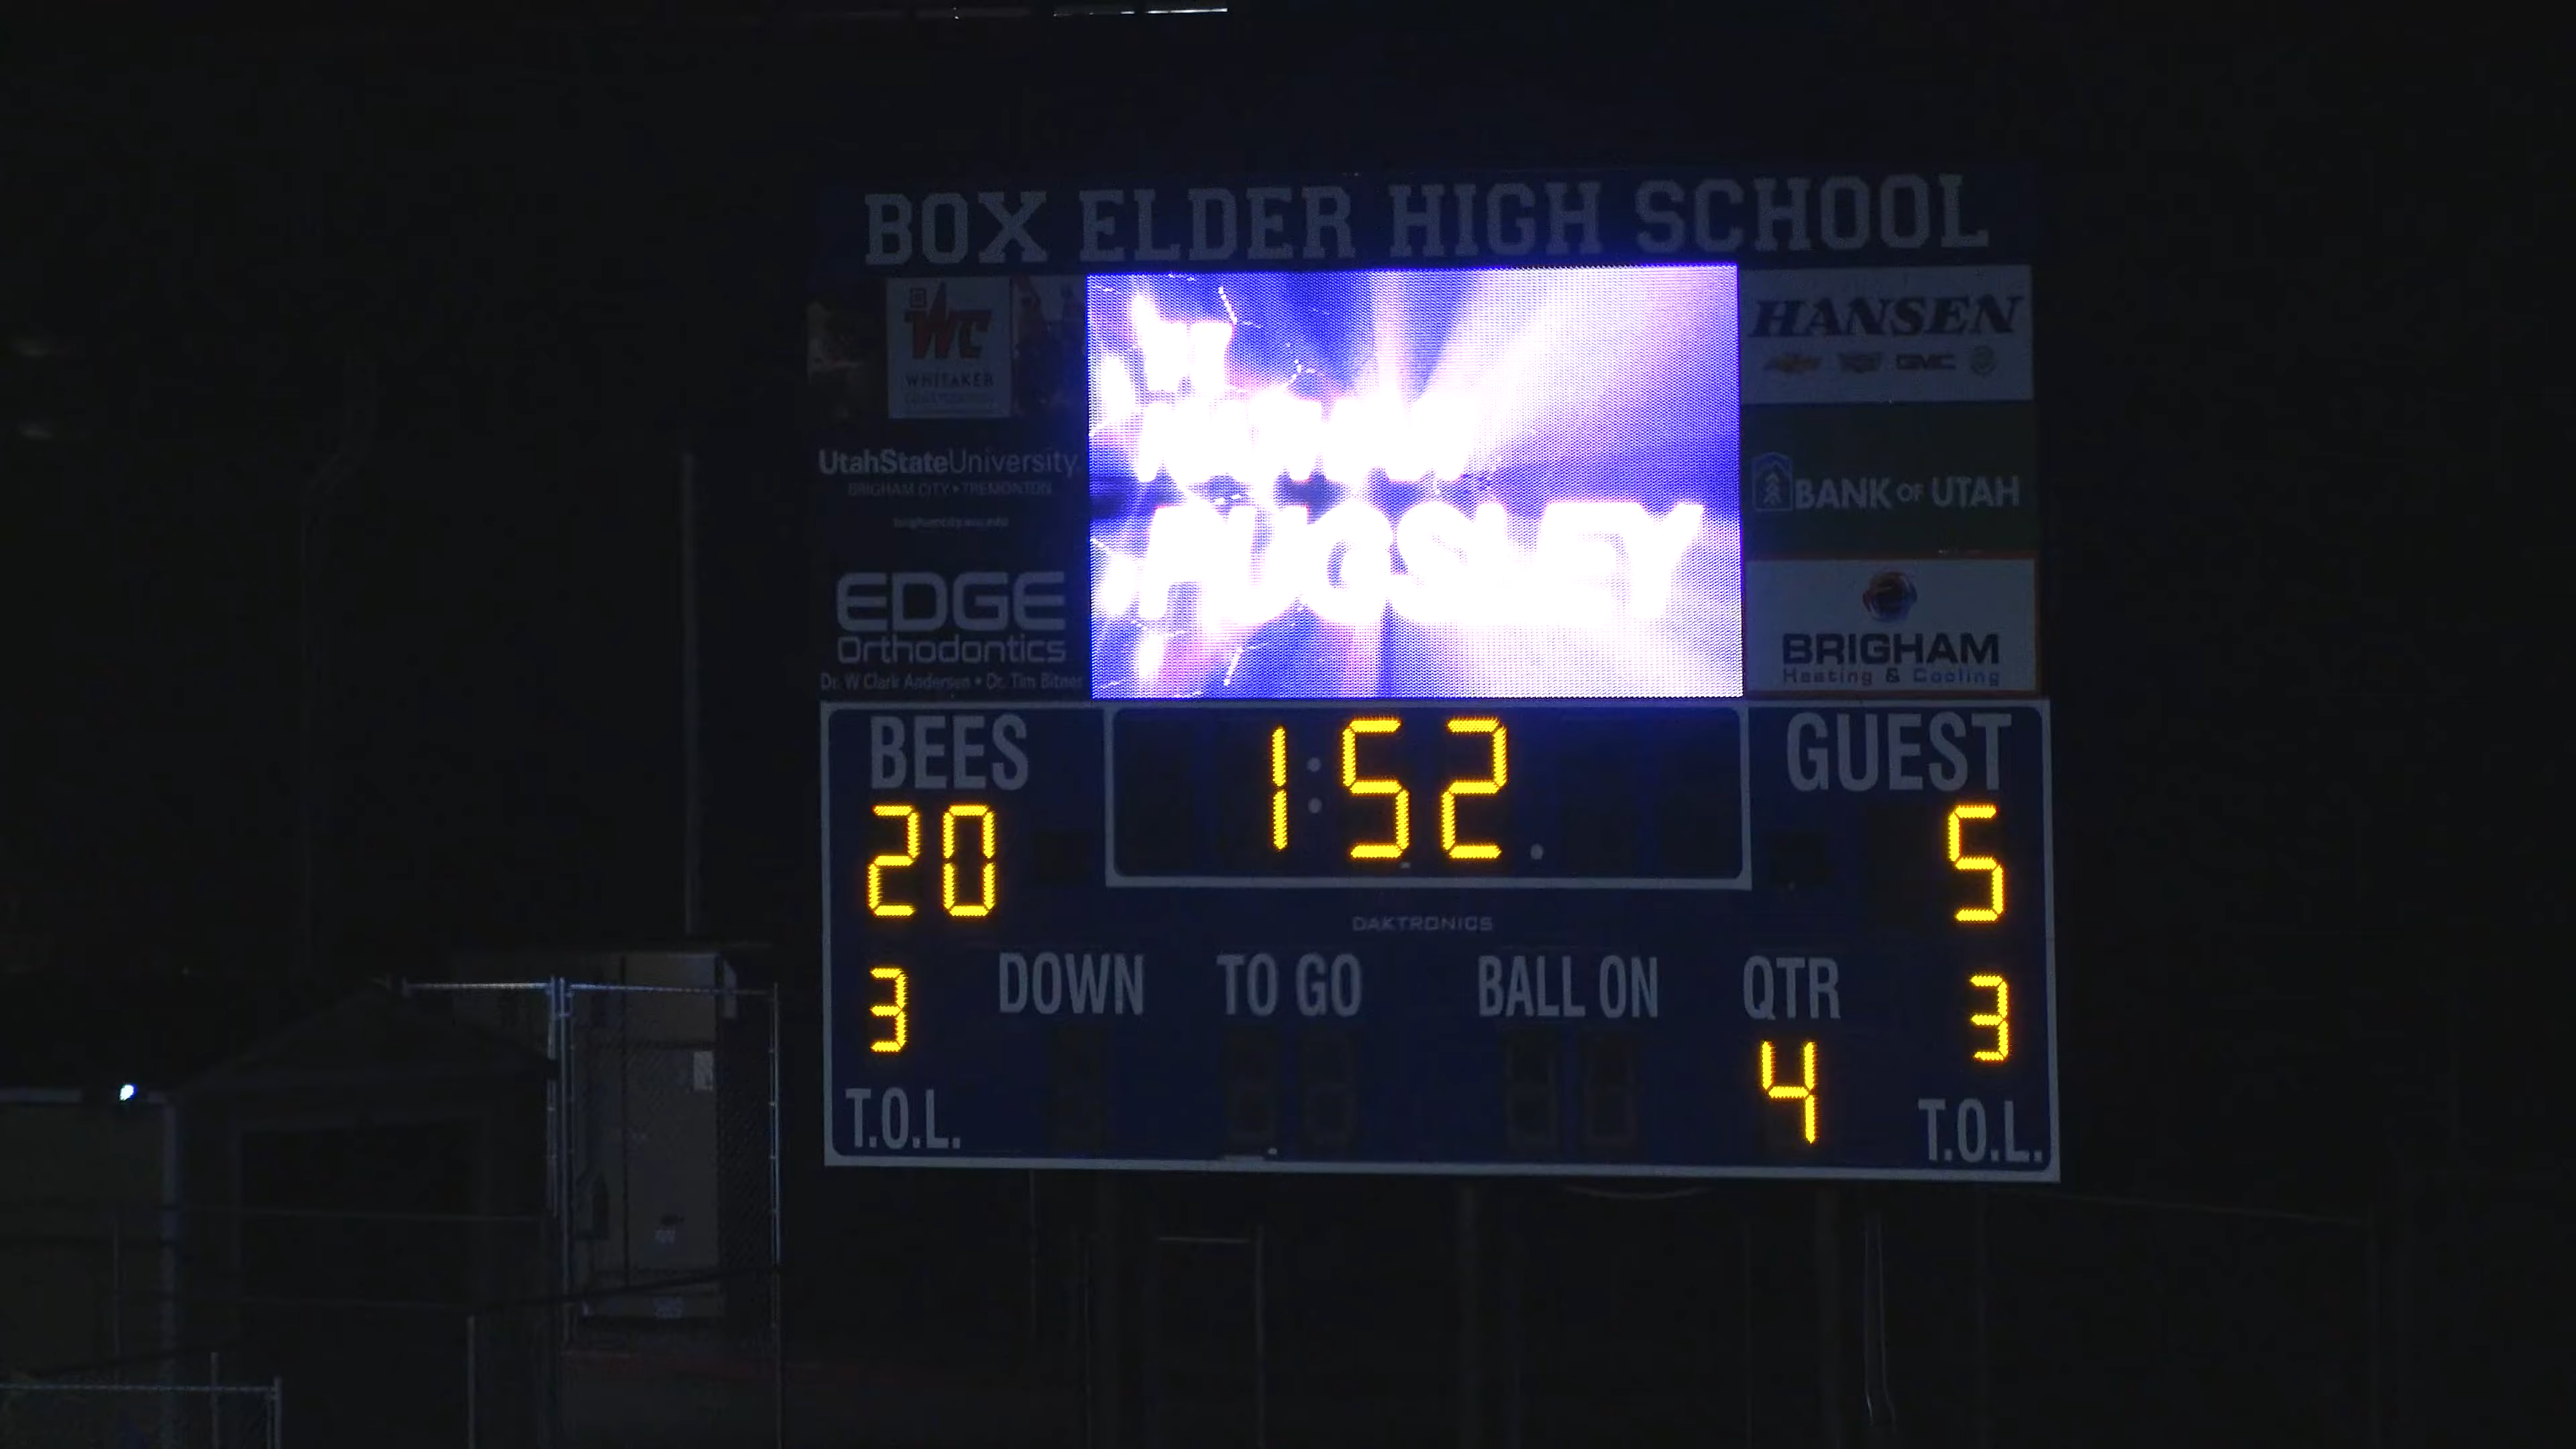 BOX ELDER HIGH SCHOOL
WC
WHITAKER
HANSEN
GMC
UtahStateUniversity.
BRIGHAM CITY • TREMONTON
BANK OF UTAH
PUGSLEY
EDGE
Orthodontics
Dr. W Clark Andersen • Dr. Tim Bitner
BRIGHAM
Heating & Cooling
BEES
1:52
GUEST
20
5
DAKTRONICS
3
DOWN
TO GO
BALL ON
QTR
3
4
T.O.L.
T.O.L.